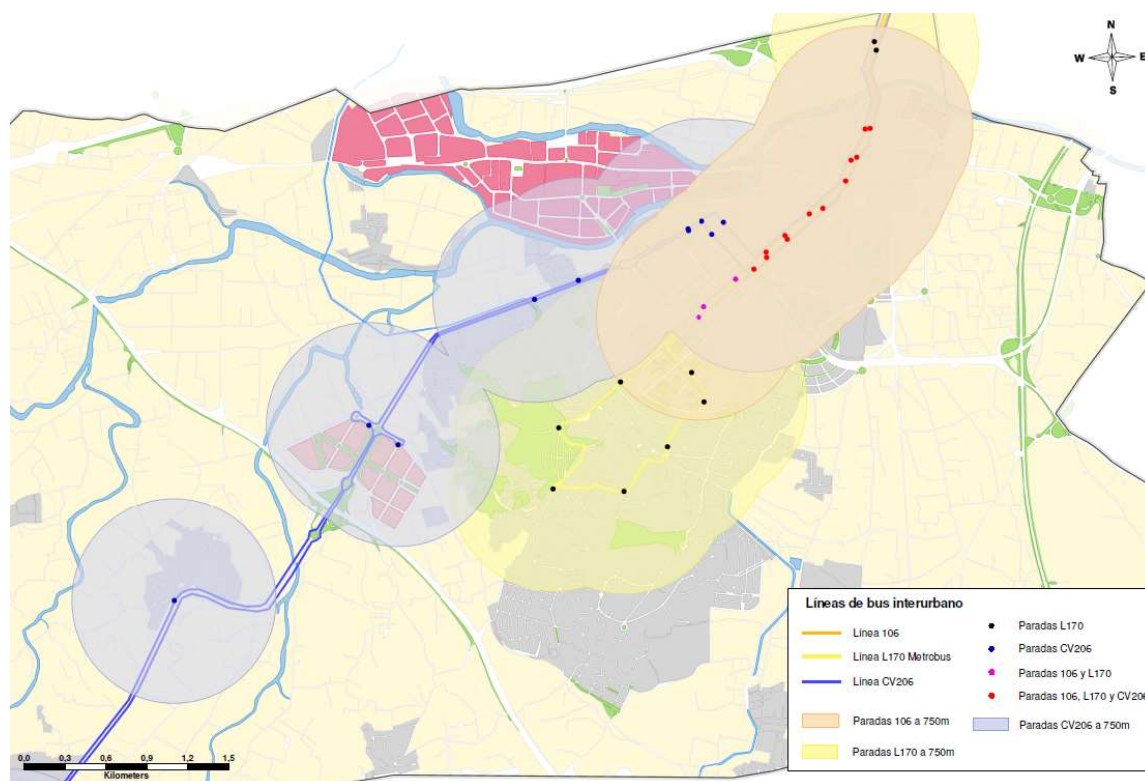 N
W E
S
Líneas de bus interurbano
Línea 106
Línea L170 Metrobus
Línea CV206
Paradas 106 a 750m
Paradas L170 a 750m
Paradas L170
Paradas CV206
Paradas 106 y L170
Paradas 106, L170 y CV206
Paradas CV206 a 750m
0,0 0,3 0,6 0,9 1,2 1,5
Kilometers